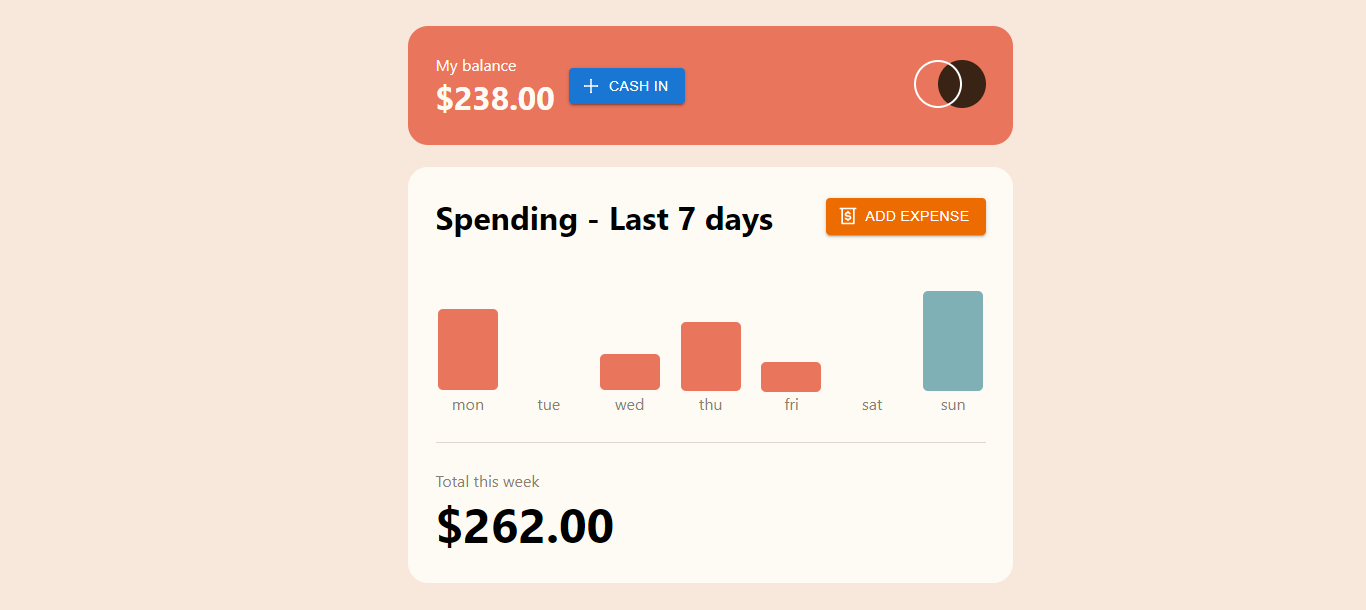 My balance
$238.00
CASH IN
Spending - Last 7 days
ADD EXPENSE
mon tue wed thu fri sat sun
Total this week
$262.00